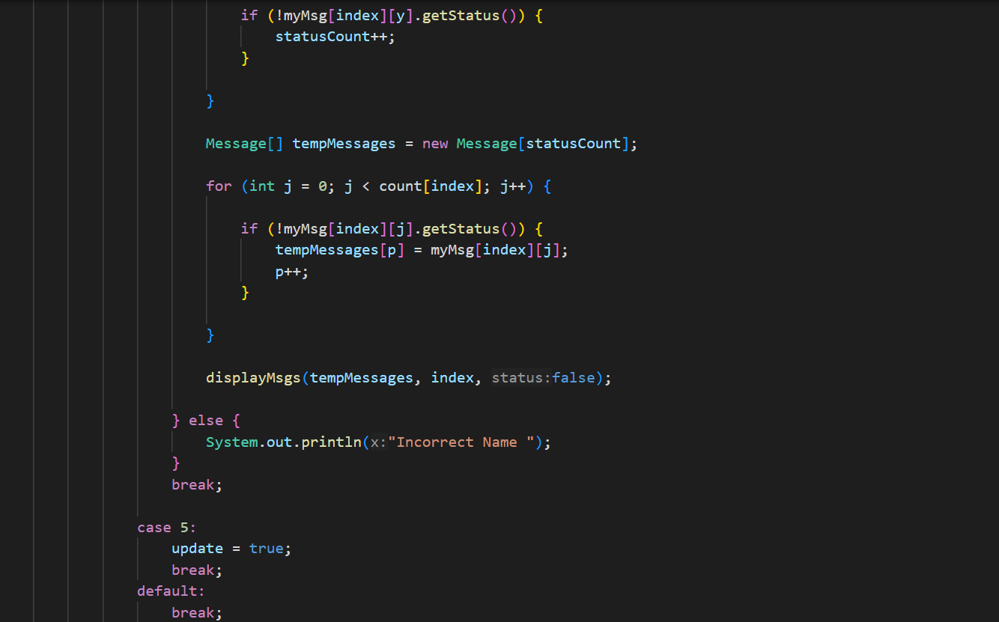 if (!myMsg[index][y].getStatus()) {
statusCount++;
}
}
Message[] tempMessages = new Message[statusCount];
for (int j = 0; j < count[index]; j++) {
if (!myMsg[index][j].getStatus()) {
tempMessages[p] = myMsg[index][j];
p++;
}
}
displayMsgs(tempMessages, index, status:false);
} else {
System.out.println(x:"Incorrect Name ");
}
break;
case 5:
update = true;
break;
default:
break;